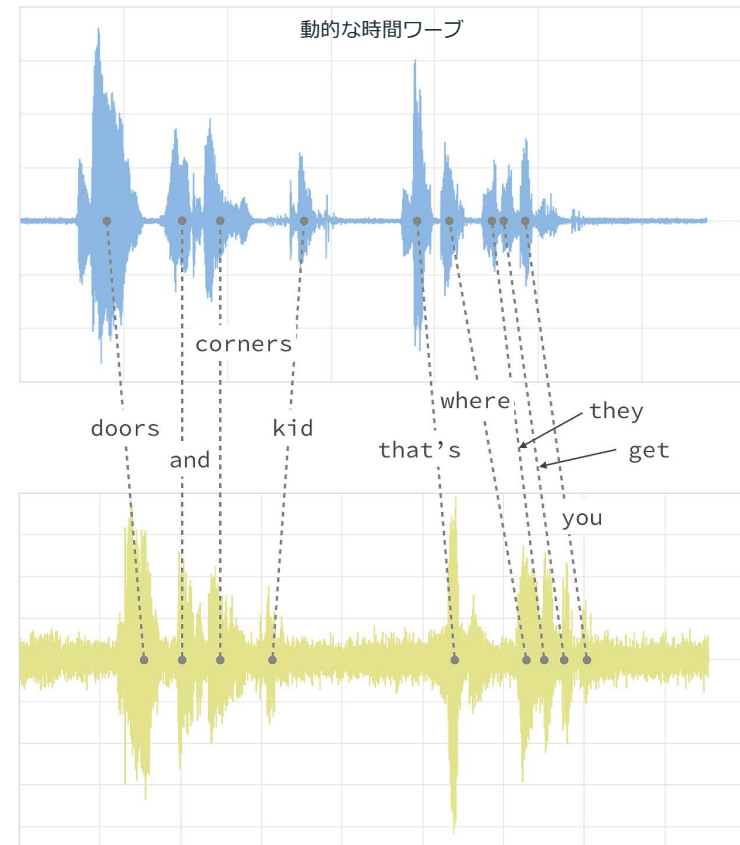 動的な時間ワープ
corners
doors
and
kid
that's
where
they
get
you